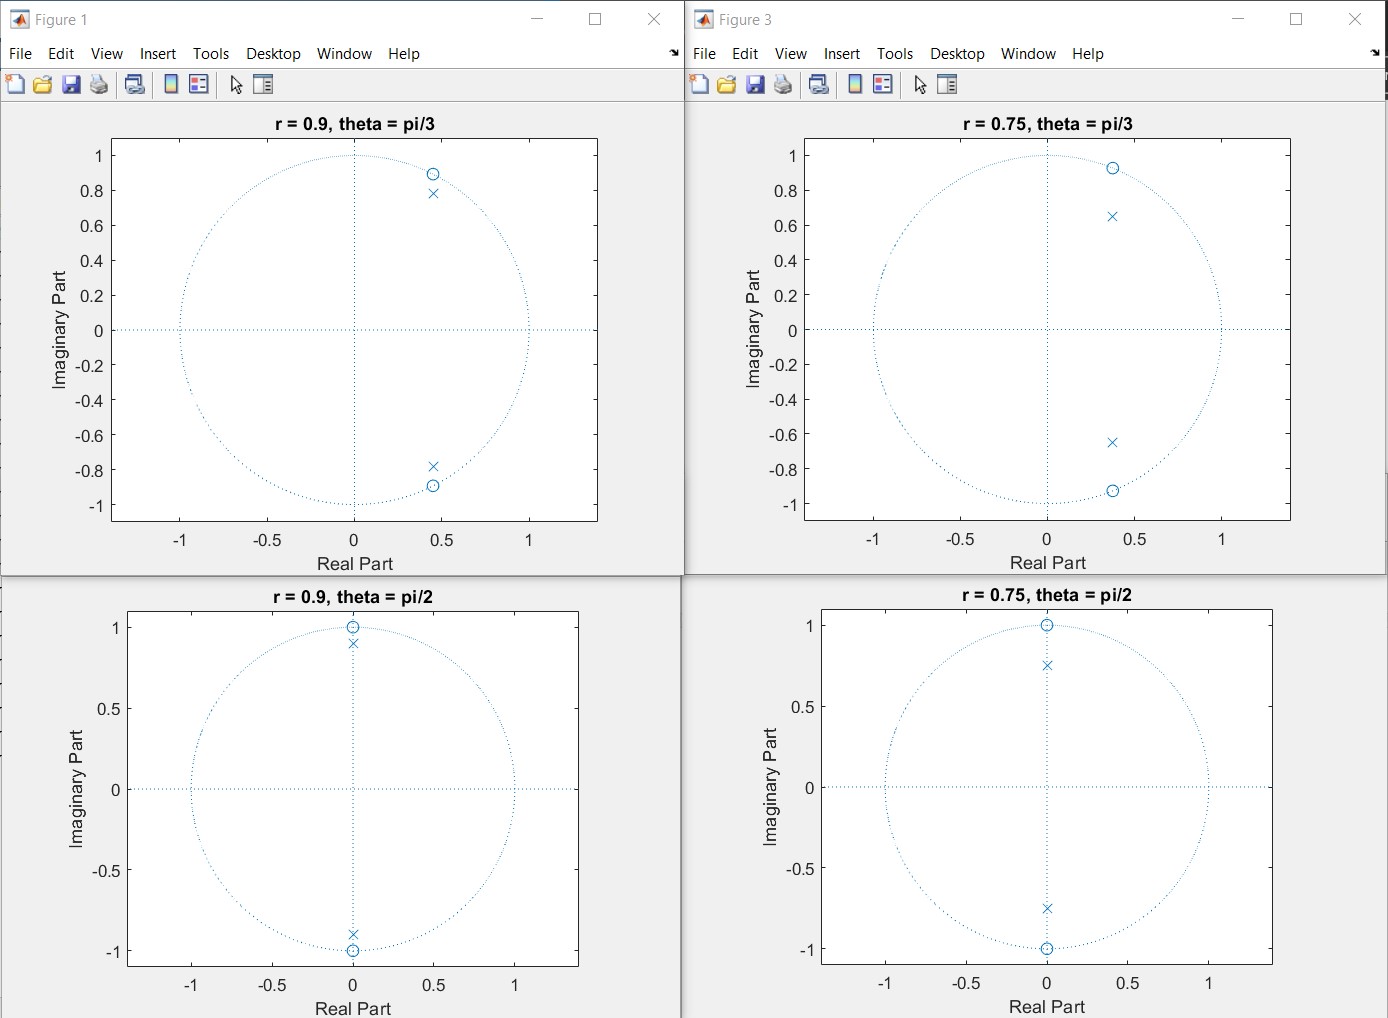 Figure 1
File Edit View Insert Tools Desktop Window Help
r = 0.9, theta = pi/3
1
0.8
0.6
0.4
0.2
0
-0.2
-0.4
-0.6
-0.8
-1
Imaginary Part
-1 -0.5 0 0.5 1
Real Part
Figure 3
File Edit View Insert Tools Desktop Window Help
r = 0.75, theta = pi/3
1
0.8
0.6
0.4
0.2
0
-0.2
-0.4
-0.6
-0.8
-1
Imaginary Part
-1 -0.5 0 0.5 1
Real Part
r = 0.9, theta = pi/2
1
0.5
0
-0.5
-1
Imaginary Part
-1 -0.5 0 0.5 1
Real Part
r = 0.75, theta = pi/2
1
0.5
0
-0.5
-1
Imaginary Part
-1 -0.5 0 0.5 1
Real Part